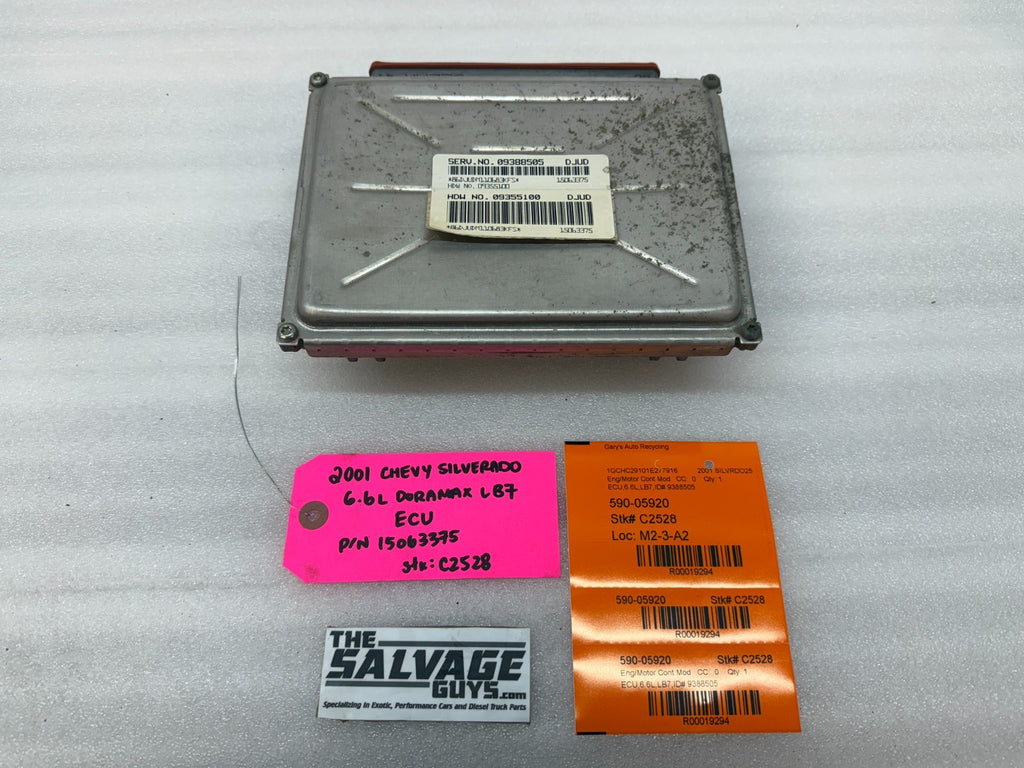 SERV.NO. 09388505 DJUD
15063375
HDW NO. 09355100
HDW NO. 09355100 DJUD
15063375
2001 CHEVY SILVERADO
6.6L DURAMAX LB7
ECU
P/N 15063375
stk: C2528
THE
SALVAGE
GUYS.com
Specializing In Exotic, Performance Cars and Diesel Truck Parts
Gary's Auto Recycling
2001 SILVRDO25
Eng/Motor Cont Mod CC: 0 Qty: 1
ECU,6.6L,LB7,ID# 9388505
590-05920
Stk# C2528
Loc: M2-3-A2
R00019294
590-05920 Stk# C2528
R00019294
590-05920 Stk# C2528
Eng/Motor Cont Mod CC: 0 Qty: 1
ECU,6.6L,LB7,ID# 9388505
R00019294